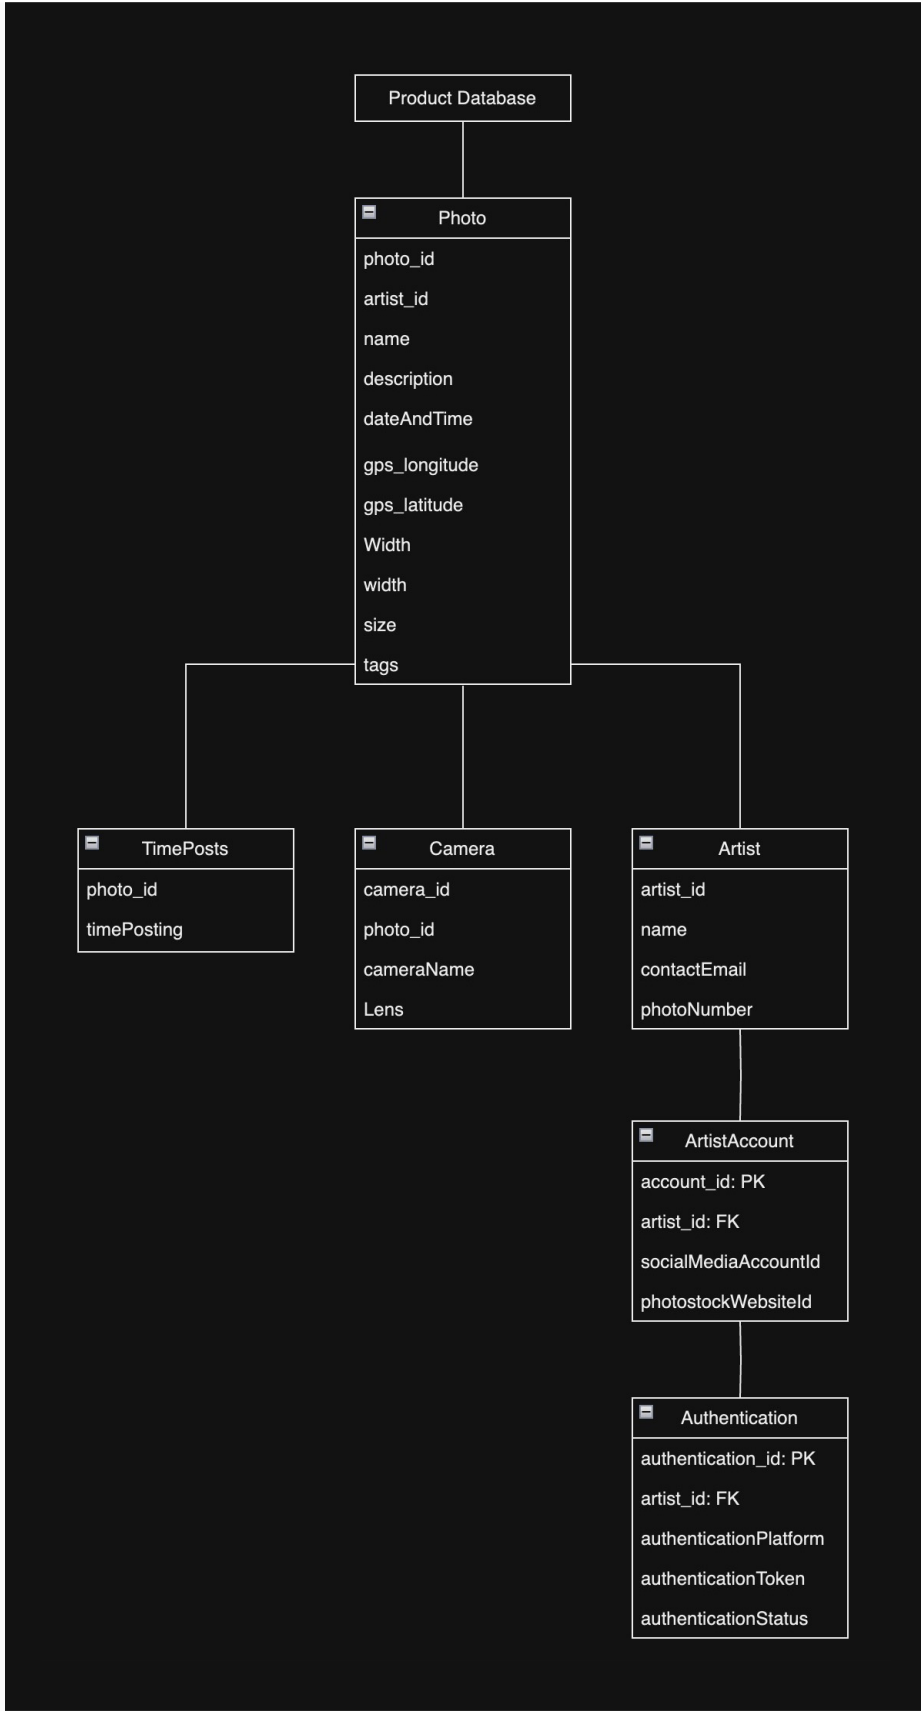 Product Database
Photo
photo_id
artist_id
name
description
dateAndTime
gps_longitude
gps_latitude
Width
width
size
tags
TimePosts
photo_id
timePosting
Camera
camera_id
photo_id
cameraName
Lens
Artist
artist_id
name
contactEmail
photoNumber
ArtistAccount
account_id: PK
artist_id: FK
socialMediaAccountId
photostockWebsiteId
Authentication
authentication_id: PK
artist_id: FK
authenticationPlatform
authenticationToken
authenticationStatus